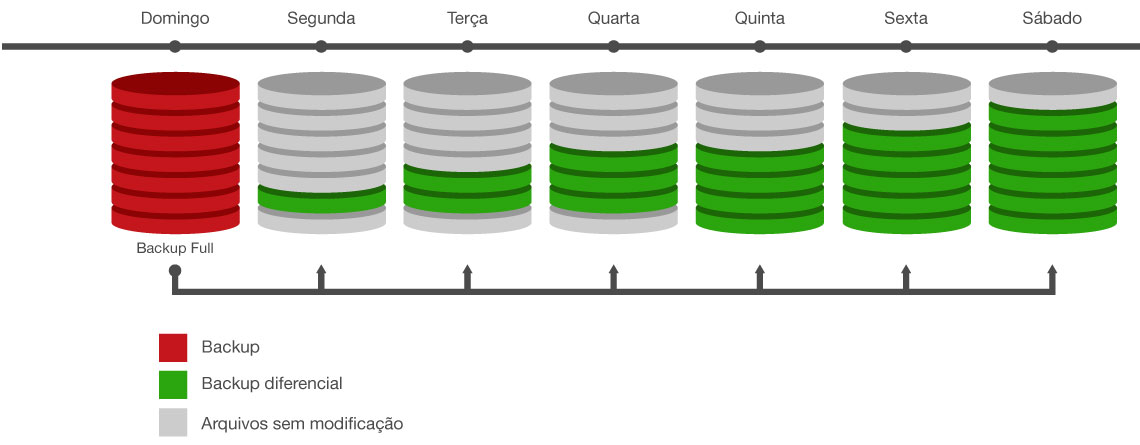 Domingo
Segunda
Terça
Quarta
Quinta
Sexta
Sábado
Backup Full
Backup
Backup diferencial
Arquivos sem modificação